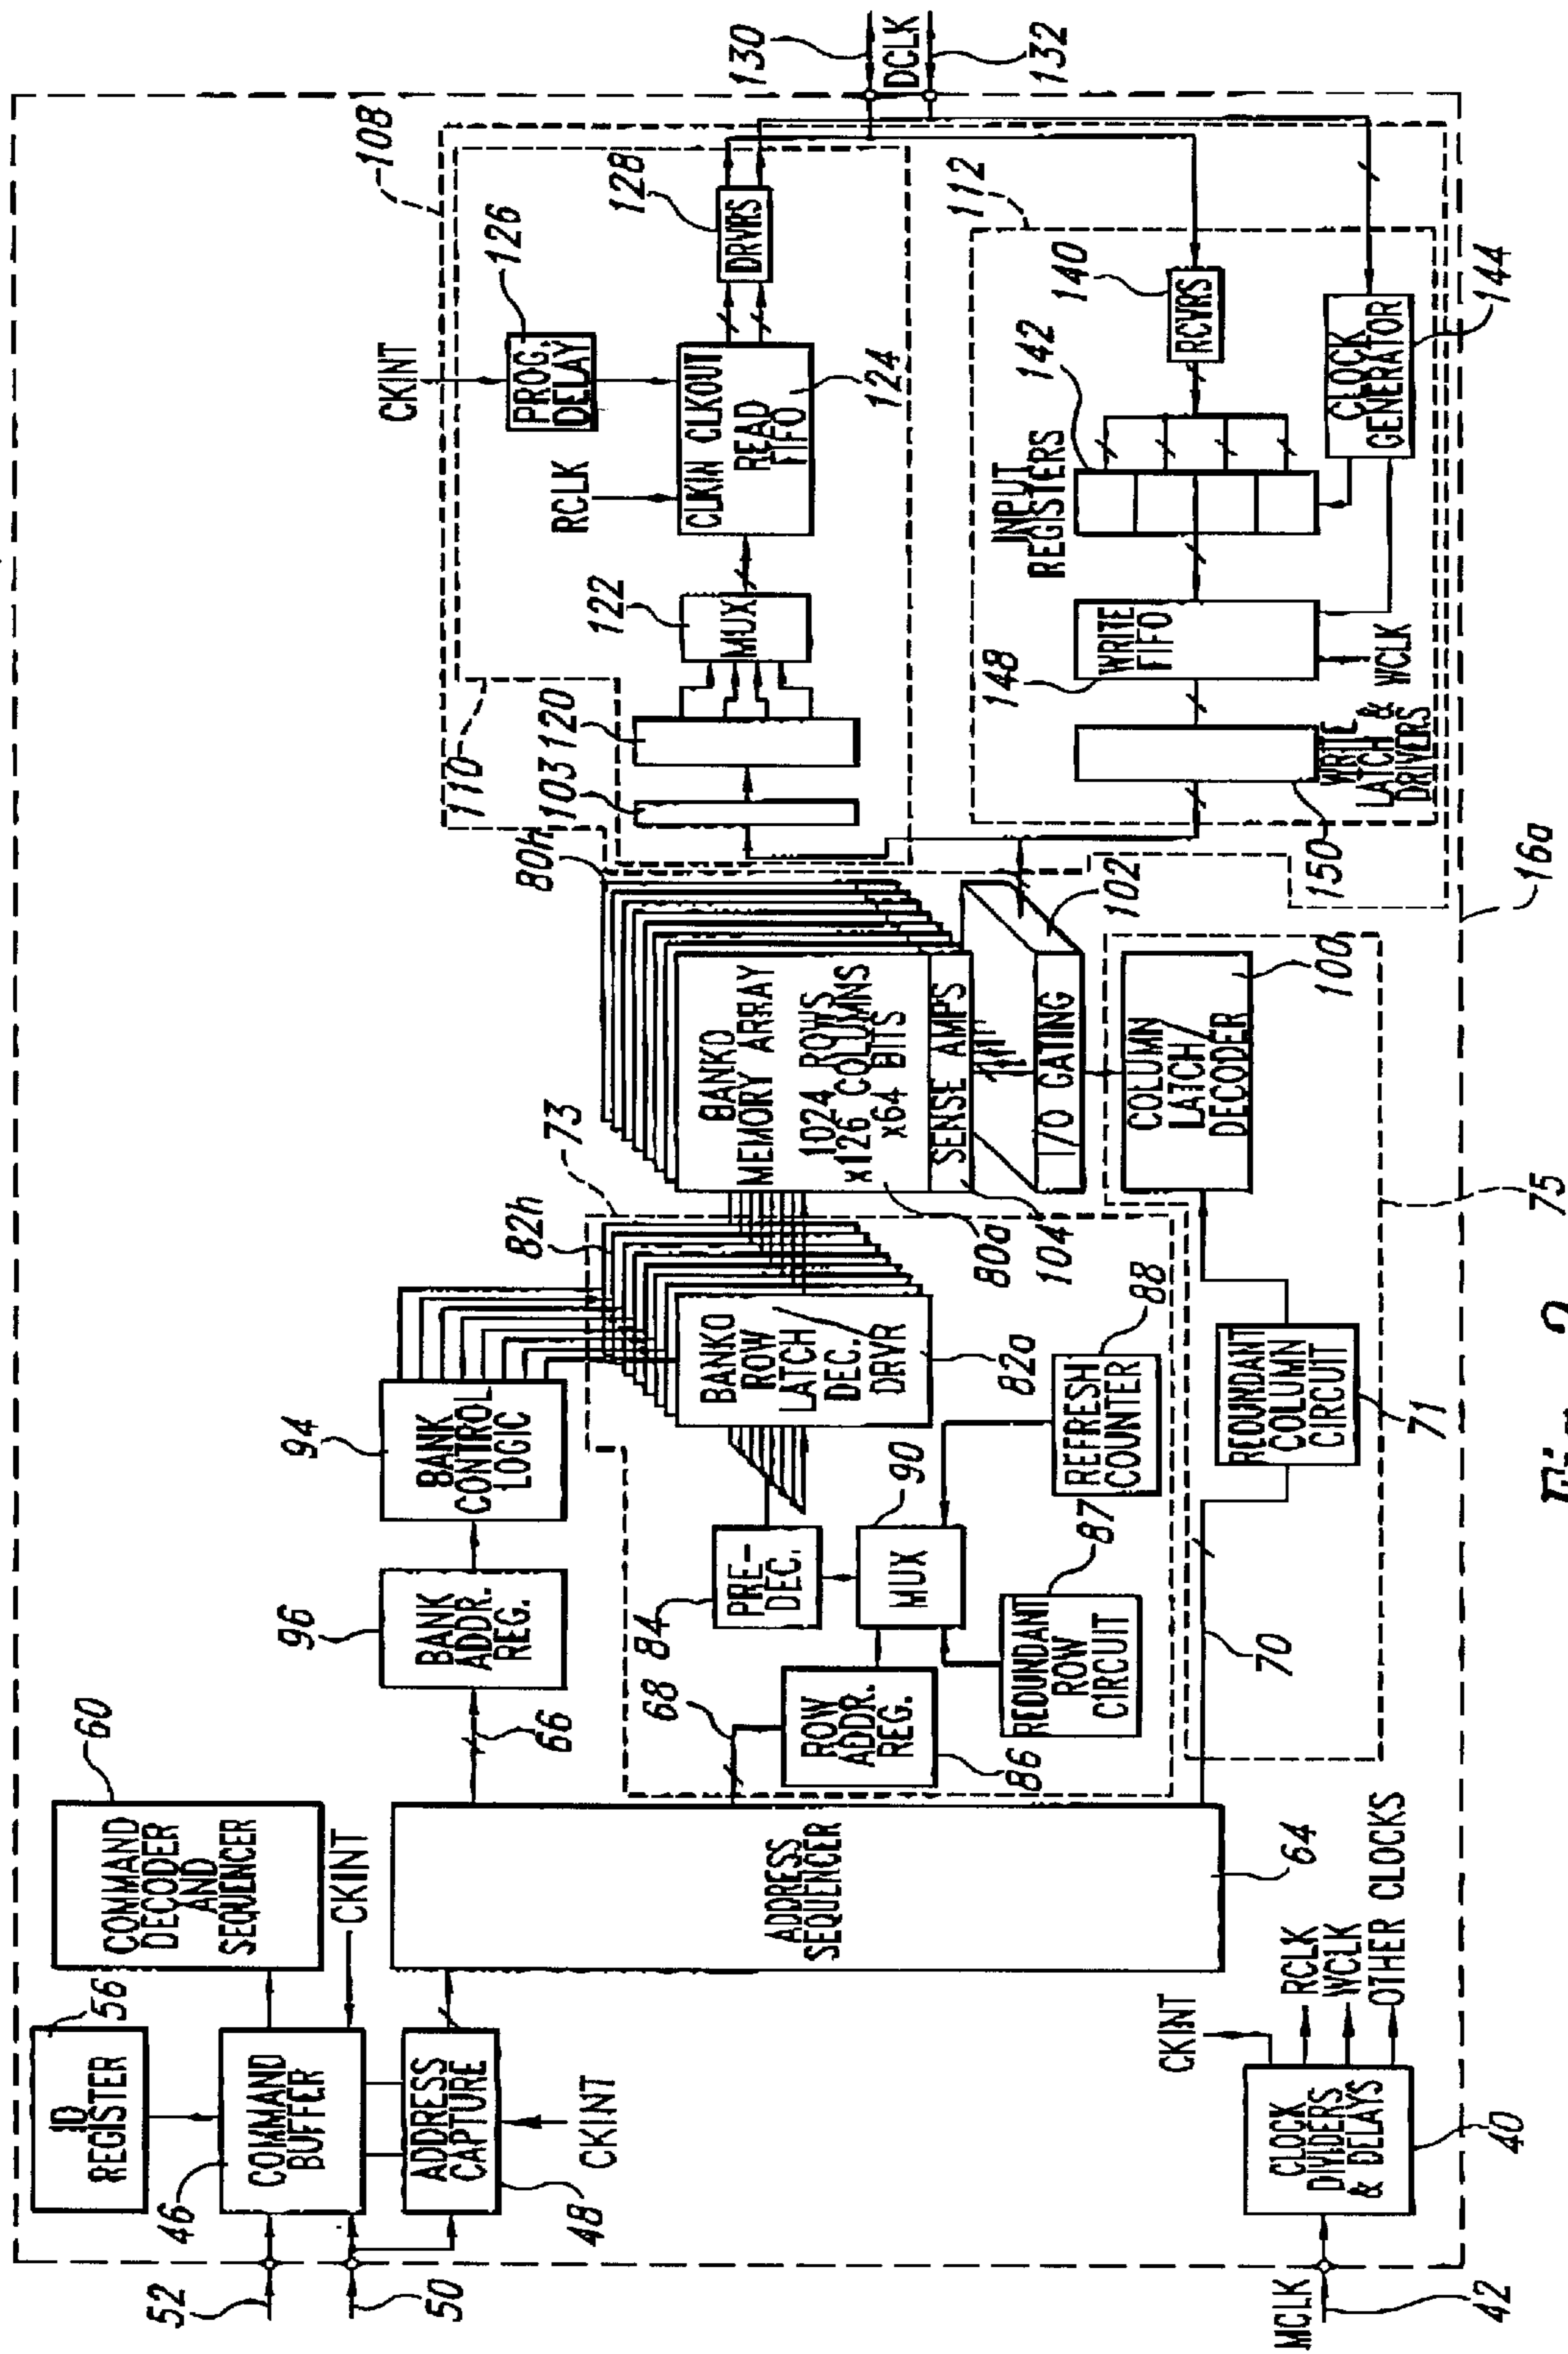 52
50
46
ID
REGISTER
56
COMMAND
BUFFER
ADDRESS
CAPTURE
48
CKINT
CKINT
60
COMMAND
DECODER
AND
SEQUENCER
ADDRESS
SEQUENCER
64
MCLK
42
CLOCK
DIVIDERS
& DELAYS
40
CKINT
RCLK
WCLK
OTHER CLOCKS
66
96
BANK
ADDR.
REG.
94
BANK
CONTROL
LOGIC
68
ROW
ADDR.
REG.
86
84
PRE-
DEC.
90
MUX
REDUNDANT
ROW
CIRCUIT
87
REFRESH
COUNTER
88
82h
73
BANK0
ROW
LATCH
DEC.
DRVR
82a
70
REDUNDANT
COLUMN
CIRCUIT
71
75
80h
BANK0
MEMORY ARRAY
1024 ROWS
x126 COLUMNS
x64 BITS
SENSE AMPS
80a
104
I/O GATING
102
COLUMN
LATCH
DECODER
100
16a
110
103
120
122
MUX
RCLK
CKINT
PROG.
DELAY
126
CLKIN CLKOUT
READ
FIFO
124
128
DRVRS
108
130
DCLK
132
112
140
RCVRS
142
INPUT
REGISTERS
CLOCK
GENERATOR
144
148
WRITE
FIFO
WCLK
WRITE
LATCH &
DRIVERS
150